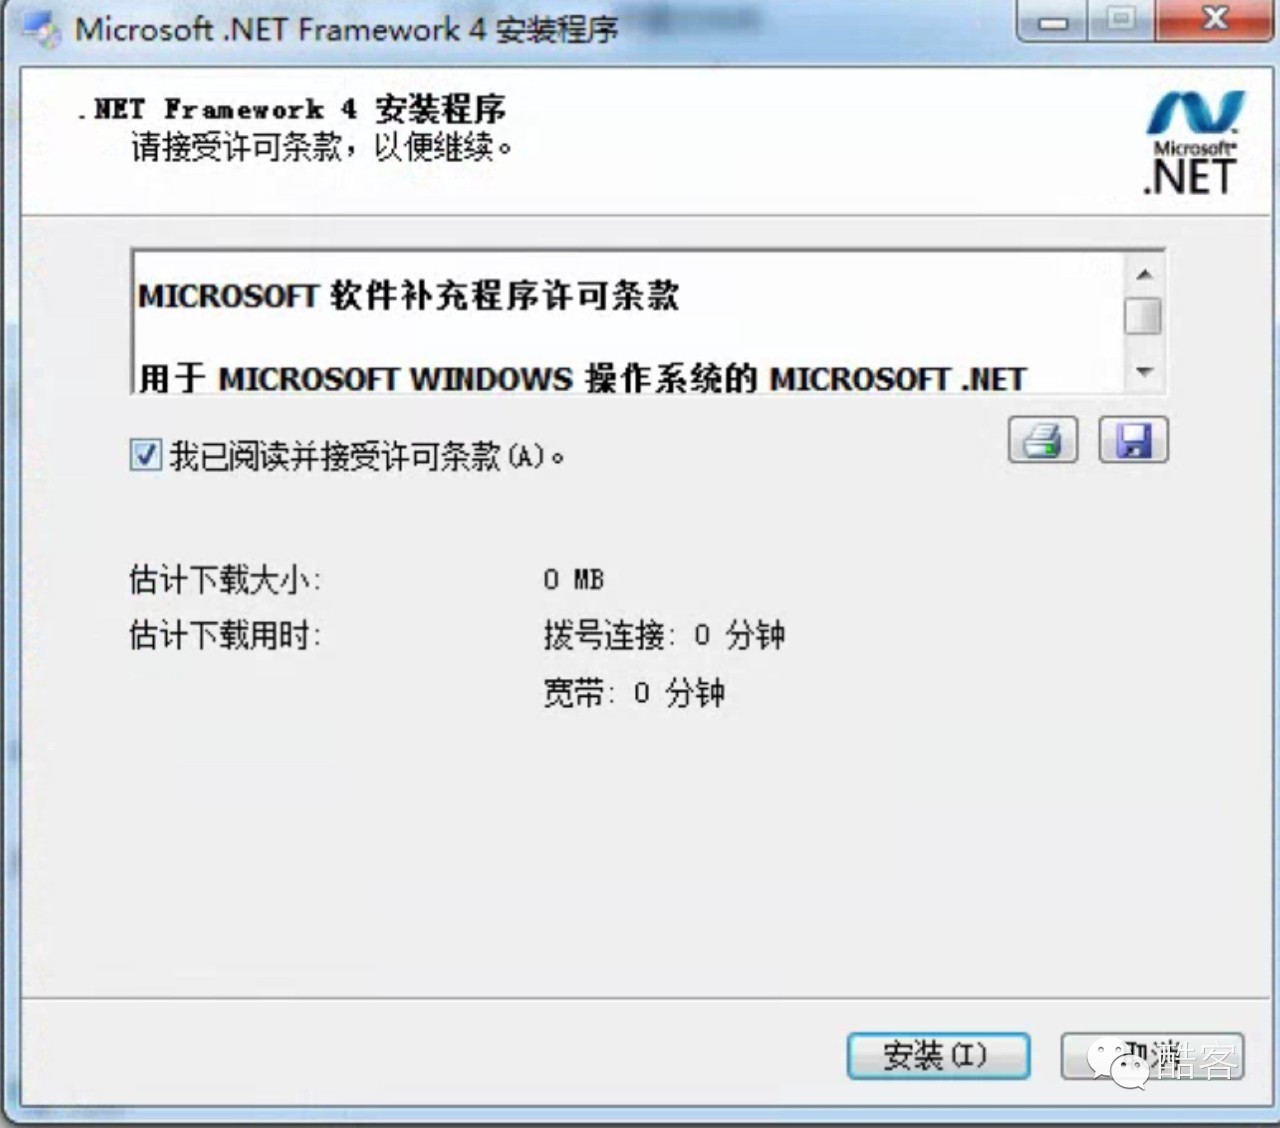 Microsoft .NET Framework 4 安装程序
.NET Framework 4 安装程序
请接受许可条款，以便继续。
Microsoft
.NET
MICROSOFT 软件补充程序许可条款
用于 MICROSOFT WINDOWS 操作系统的 MICROSOFT .NET
我已阅读并接受许可条款(A)。
估计下载大小: 0 MB
估计下载用时: 拨号连接: 0 分钟
宽带: 0 分钟
安装(I)
取消
酷客